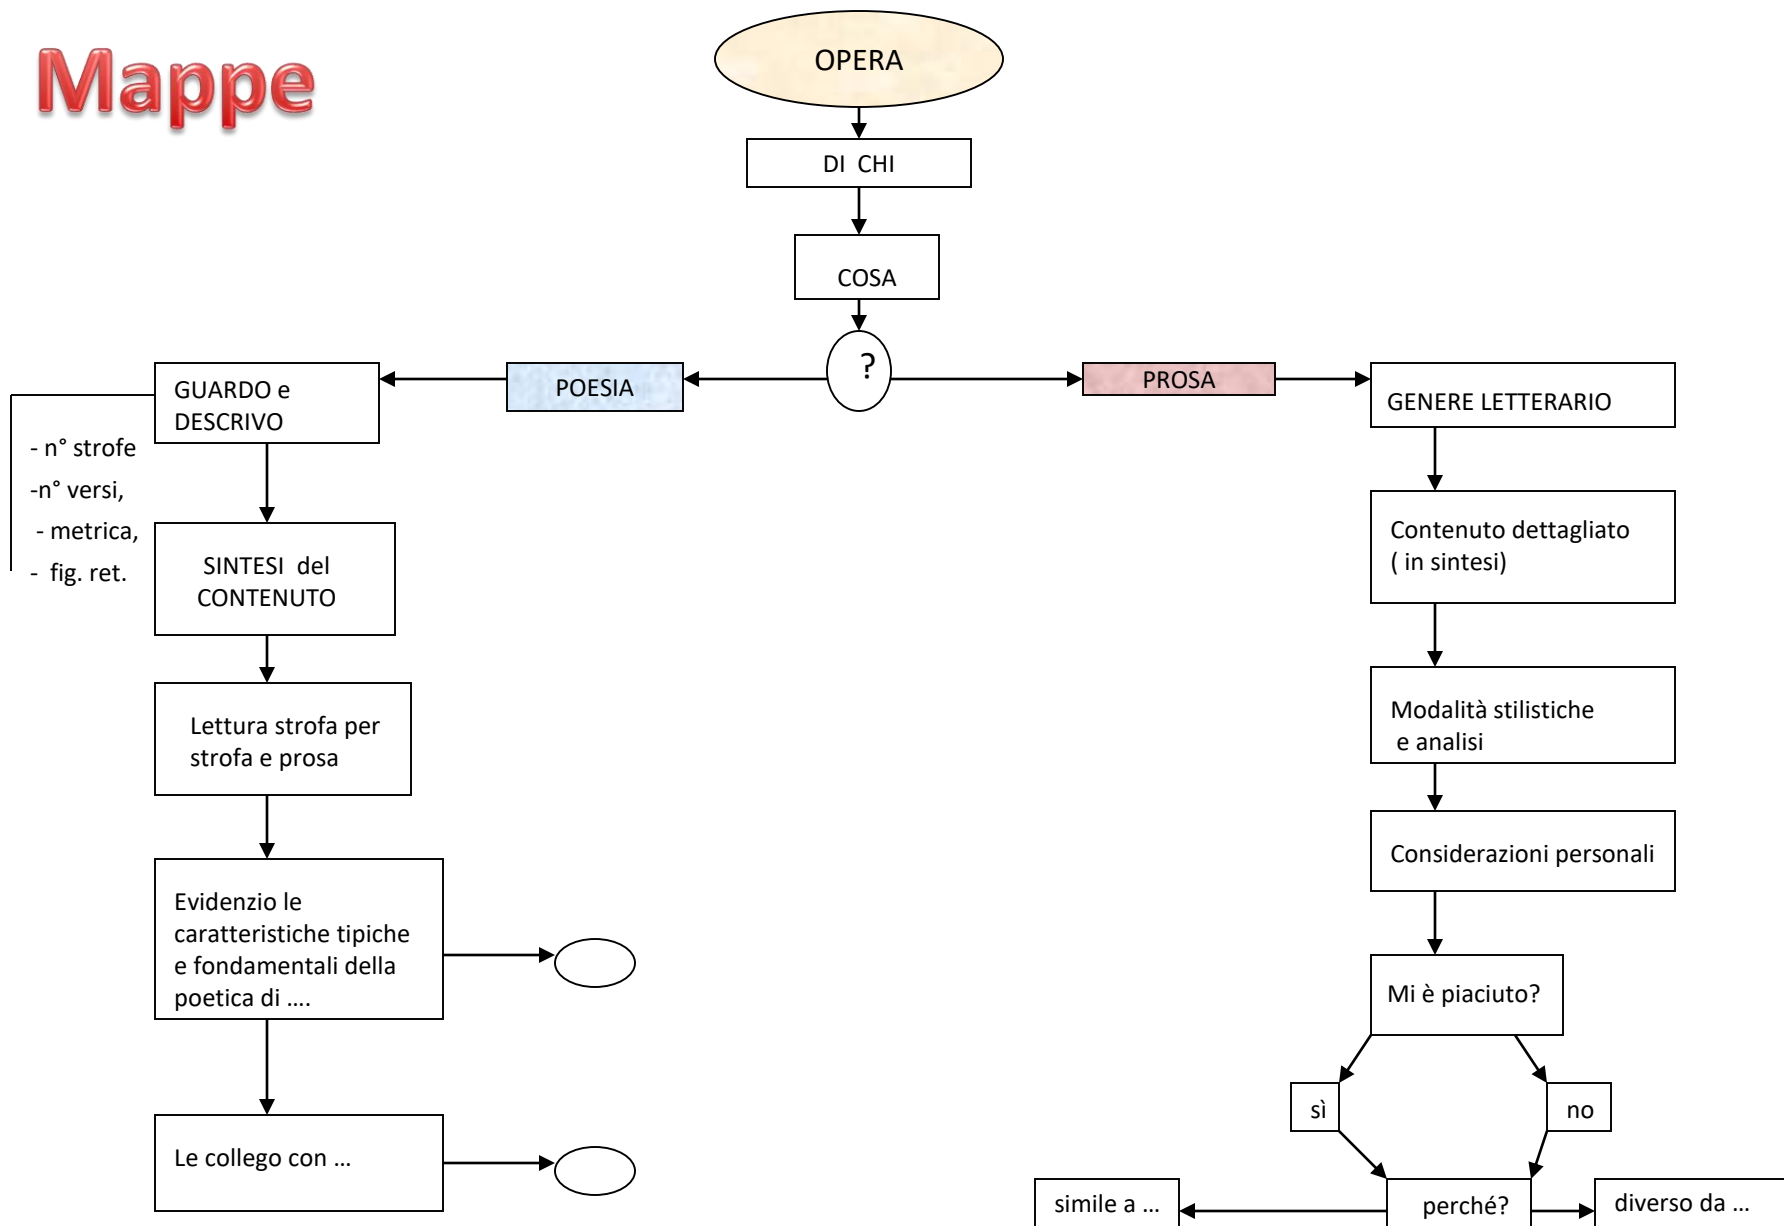 Mappe
OPERA
DI CHI
COSA
?
POESIA
PROSA
GUARDO e
DESCRIVO
- n° strofe
-n° versi,
- metrica,
- fig. ret.
SINTESI del
CONTENUTO
Lettura strofa per
strofa e prosa
Evidenzio le
caratteristiche tipiche
e fondamentali della
poetica di ....
Le collego con ...
GENERE LETTERARIO
Contenuto dettagliato
( in sintesi)
Modalità stilistiche
e analisi
Considerazioni personali
Mi è piaciuto?
sì
no
perché?
simile a ...
diverso da ...